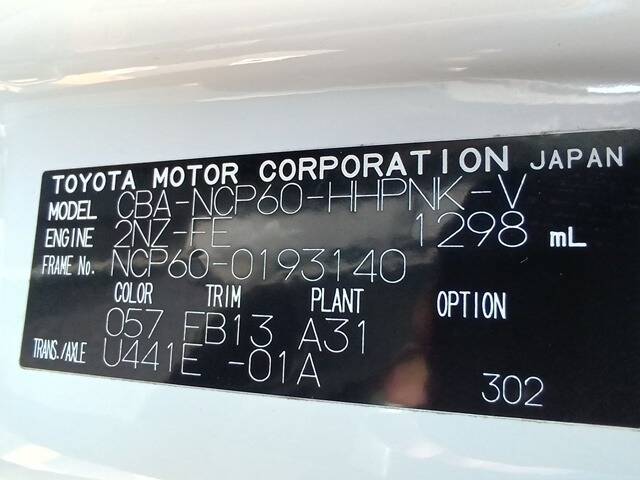 TOYOTA MOTOR CORPORATION JAPAN
MODEL CBA-NCP60-HHPNK-V
ENGINE 2NZ-FE 1298 mL
FRAME No. NCP60-0193140
COLOR TRIM PLANT OPTION
057 FB13 A31
TRANS./AXLE U441E -01A
302